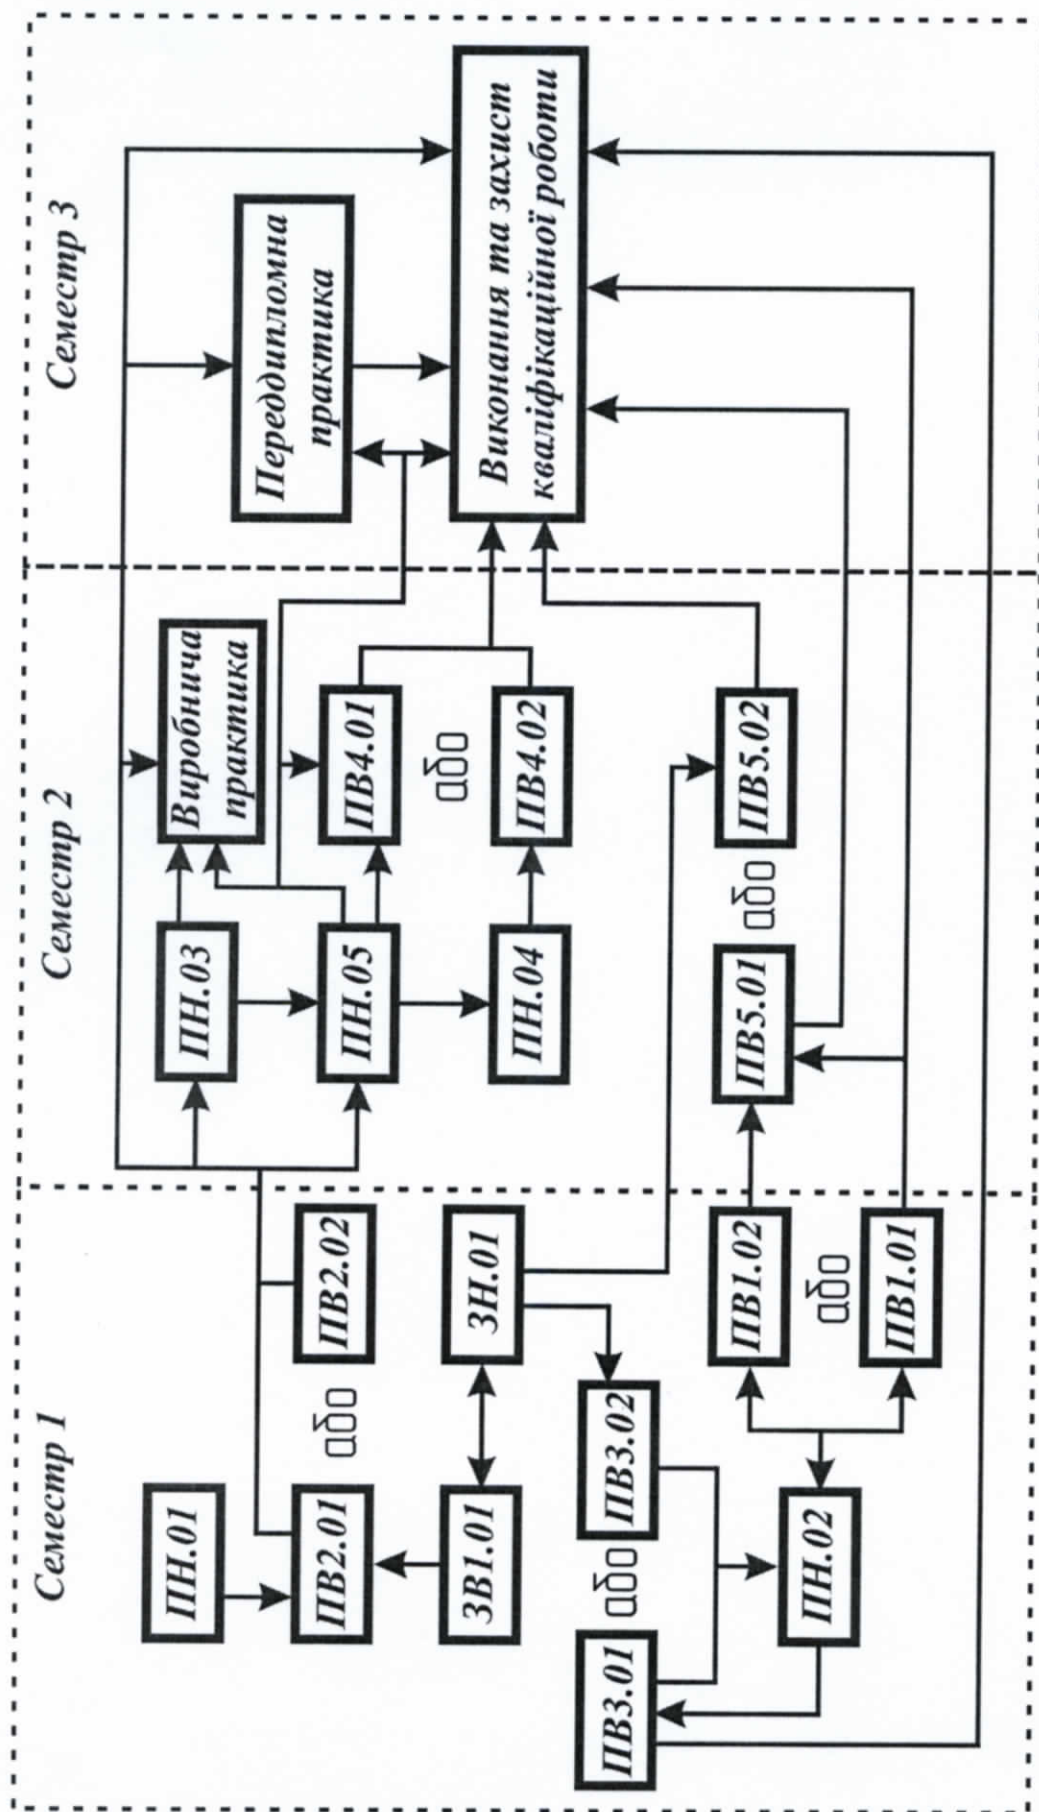 Семестр 1
ПН.01
ПВ2.01
або
ПВ2.02
ЗВ1.01
ЗН.01
ПВ3.01
або
ПВ3.02
ПН.02
ПВ1.02
або
ПВ1.01
Семестр 2
ПН.03
Виробнича
практика
ПН.05
ПВ4.01
або
ПН.04
ПВ4.02
ПВ5.01
або
ПВ5.02
Семестр 3
Переддипломна
практика
Виконання та захист
кваліфікаційної роботи